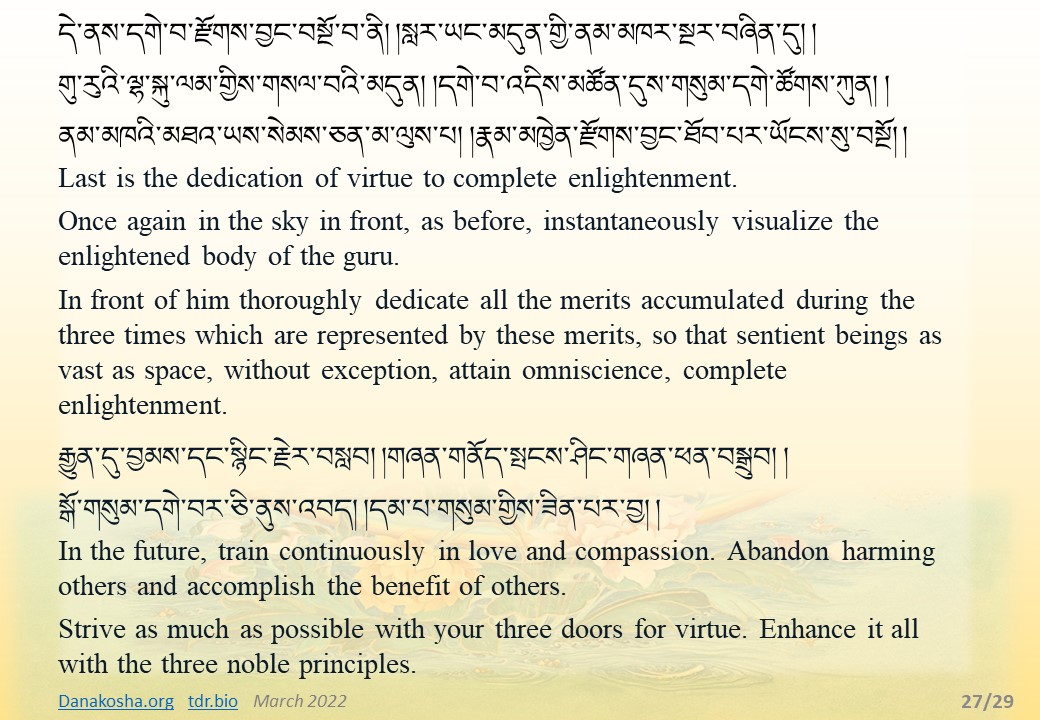 དེ་ནས་དགེ་བ་རྫོགས་བྱང་བསྔོ་བ་ནི། །སླར་ཡང་མདུན་གྱི་ནམ་མཁར་སྔར་བཞིན་དུ། །
གུ་རུའི་ལྷ་སྐུ་ལམ་གྱིས་གསལ་བའི་མདུན། །དགེ་བ་འདིས་མཚོན་དུས་གསུམ་དགེ་ཚོགས་ཀུན། །
ནམ་མཁའི་མཐའ་ཡས་སེམས་ཅན་མ་ལུས་པ། །རྣམ་མཁྱེན་རྫོགས་བྱང་ཐོབ་པར་ཡོངས་སུ་བསྔོ། །
Last is the dedication of virtue to complete enlightenment.
Once again in the sky in front, as before, instantaneously visualize the
enlightened body of the guru.
In front of him thoroughly dedicate all the merits accumulated during the
three times which are represented by these merits, so that sentient beings as
vast as space, without exception, attain omniscience, complete
enlightenment.
རྒྱུན་དུ་བྱམས་དང་སྙིང་རྗེར་བསླབ། །གཞན་གནོད་སྤངས་ཤིང་གཞན་ཕན་བསྒྲུབ། །
སྒོ་གསུམ་དགེ་བར་ཅི་ནུས་འབད། །དམ་པ་གསུམ་གྱིས་ཟིན་པར་བྱ། །
In the future, train continuously in love and compassion. Abandon harming
others and accomplish the benefit of others.
Strive as much as possible with your three doors for virtue. Enhance it all
with the three noble principles.
Danakosha.org tdr.bio March 2022 27/29